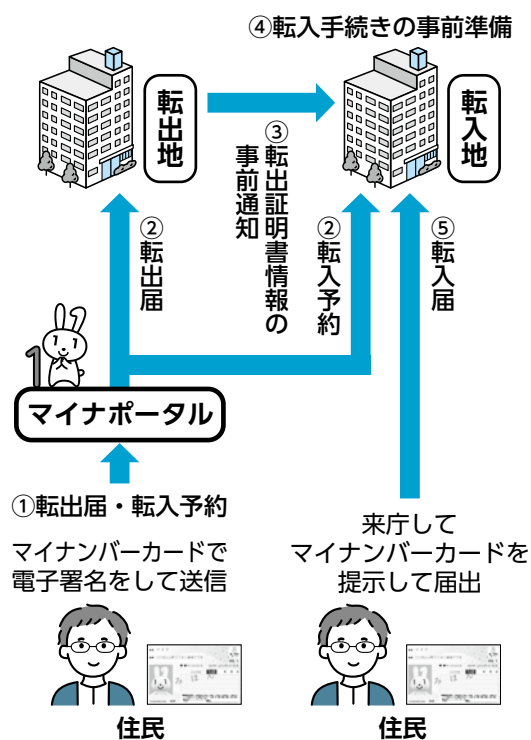 ④転入手続きの事前準備
転出地
転入地
③転出証明書情報の
事前通知
②転出届
②転入予約
⑤転入届
マイナポータル
①転出届・転入予約
マイナンバーカードで
電子署名をして送信
来庁して
マイナンバーカードを
提示して届出
住民
住民